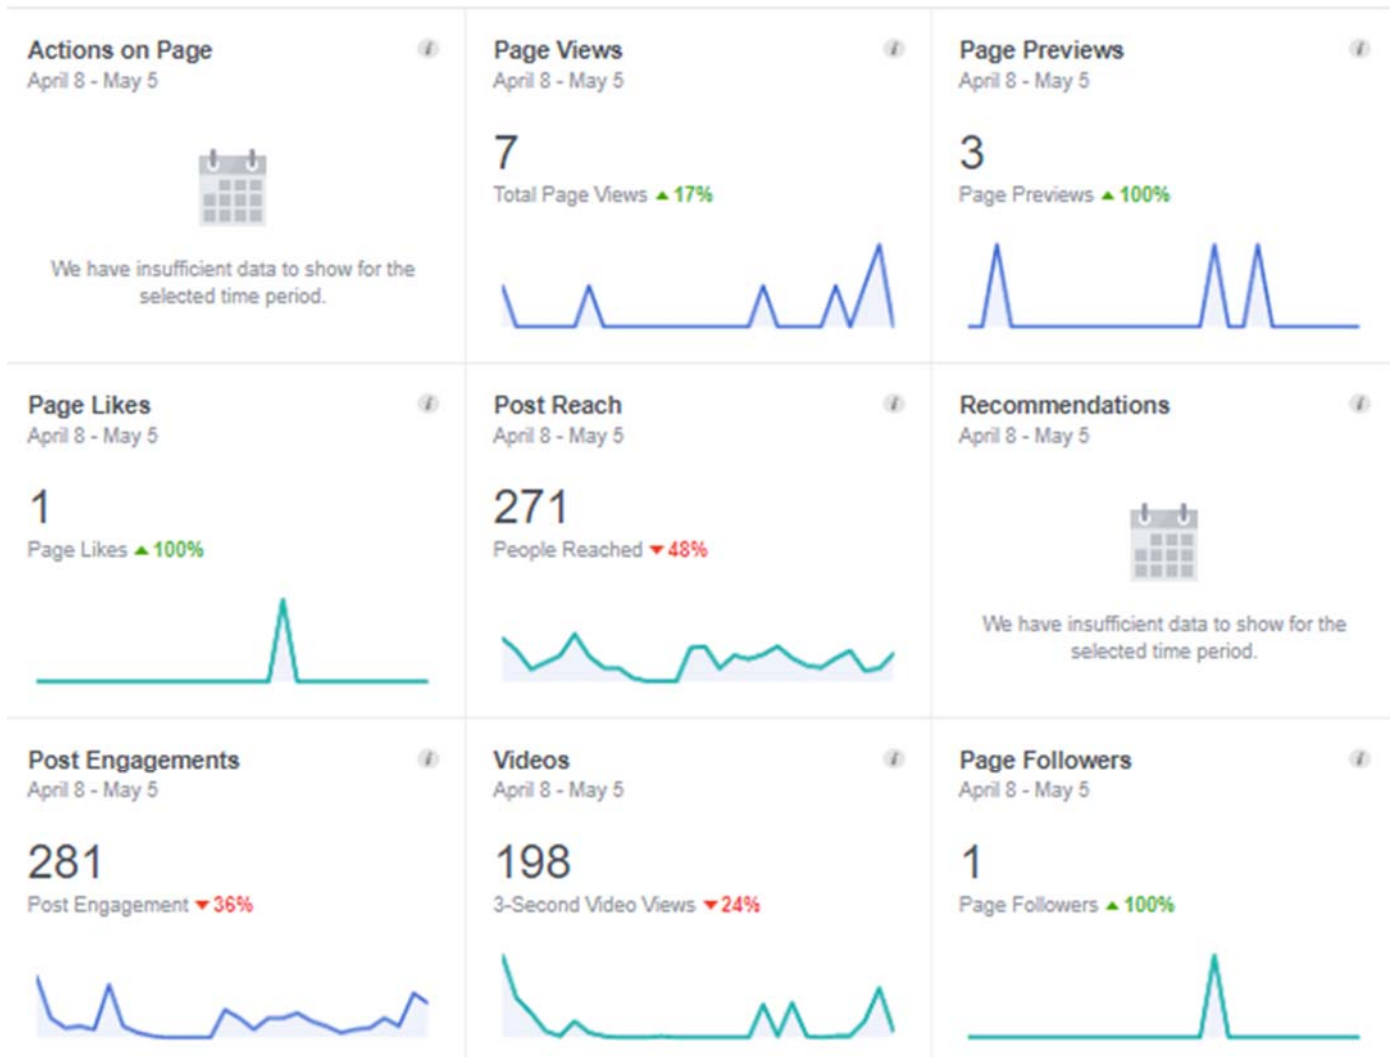 Actions on Page
April 8 - May 5
We have insufficient data to show for the
selected time period.
Page Views
April 8 - May 5
7
Total Page Views ▲ 17%
Page Previews
April 8 - May 5
3
Page Previews ▲ 100%
Page Likes
April 8 - May 5
1
Page Likes ▲ 100%
Post Reach
April 8 - May 5
271
People Reached ▼ 48%
Recommendations
April 8 - May 5
We have insufficient data to show for the
selected time period.
Post Engagements
April 8 - May 5
281
Post Engagement ▼ 36%
Videos
April 8 - May 5
198
3-Second Video Views ▼ 24%
Page Followers
April 8 - May 5
1
Page Followers ▲ 100%